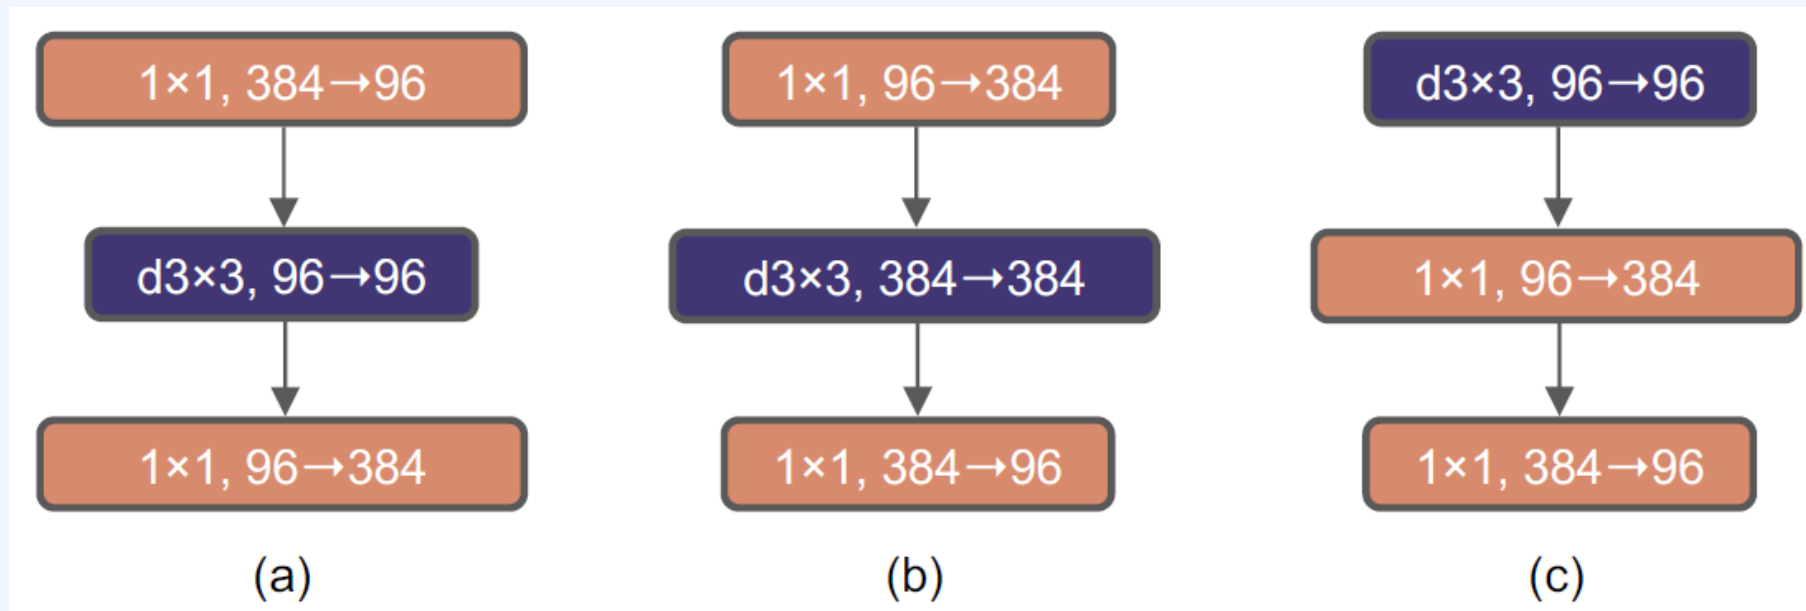 1×1, 384→96
d3×3, 96→96
1×1, 96→384
(a)
1×1, 96→384
d3×3, 384→384
1×1, 384→96
(b)
d3×3, 96→96
1×1, 96→384
1×1, 384→96
(c)